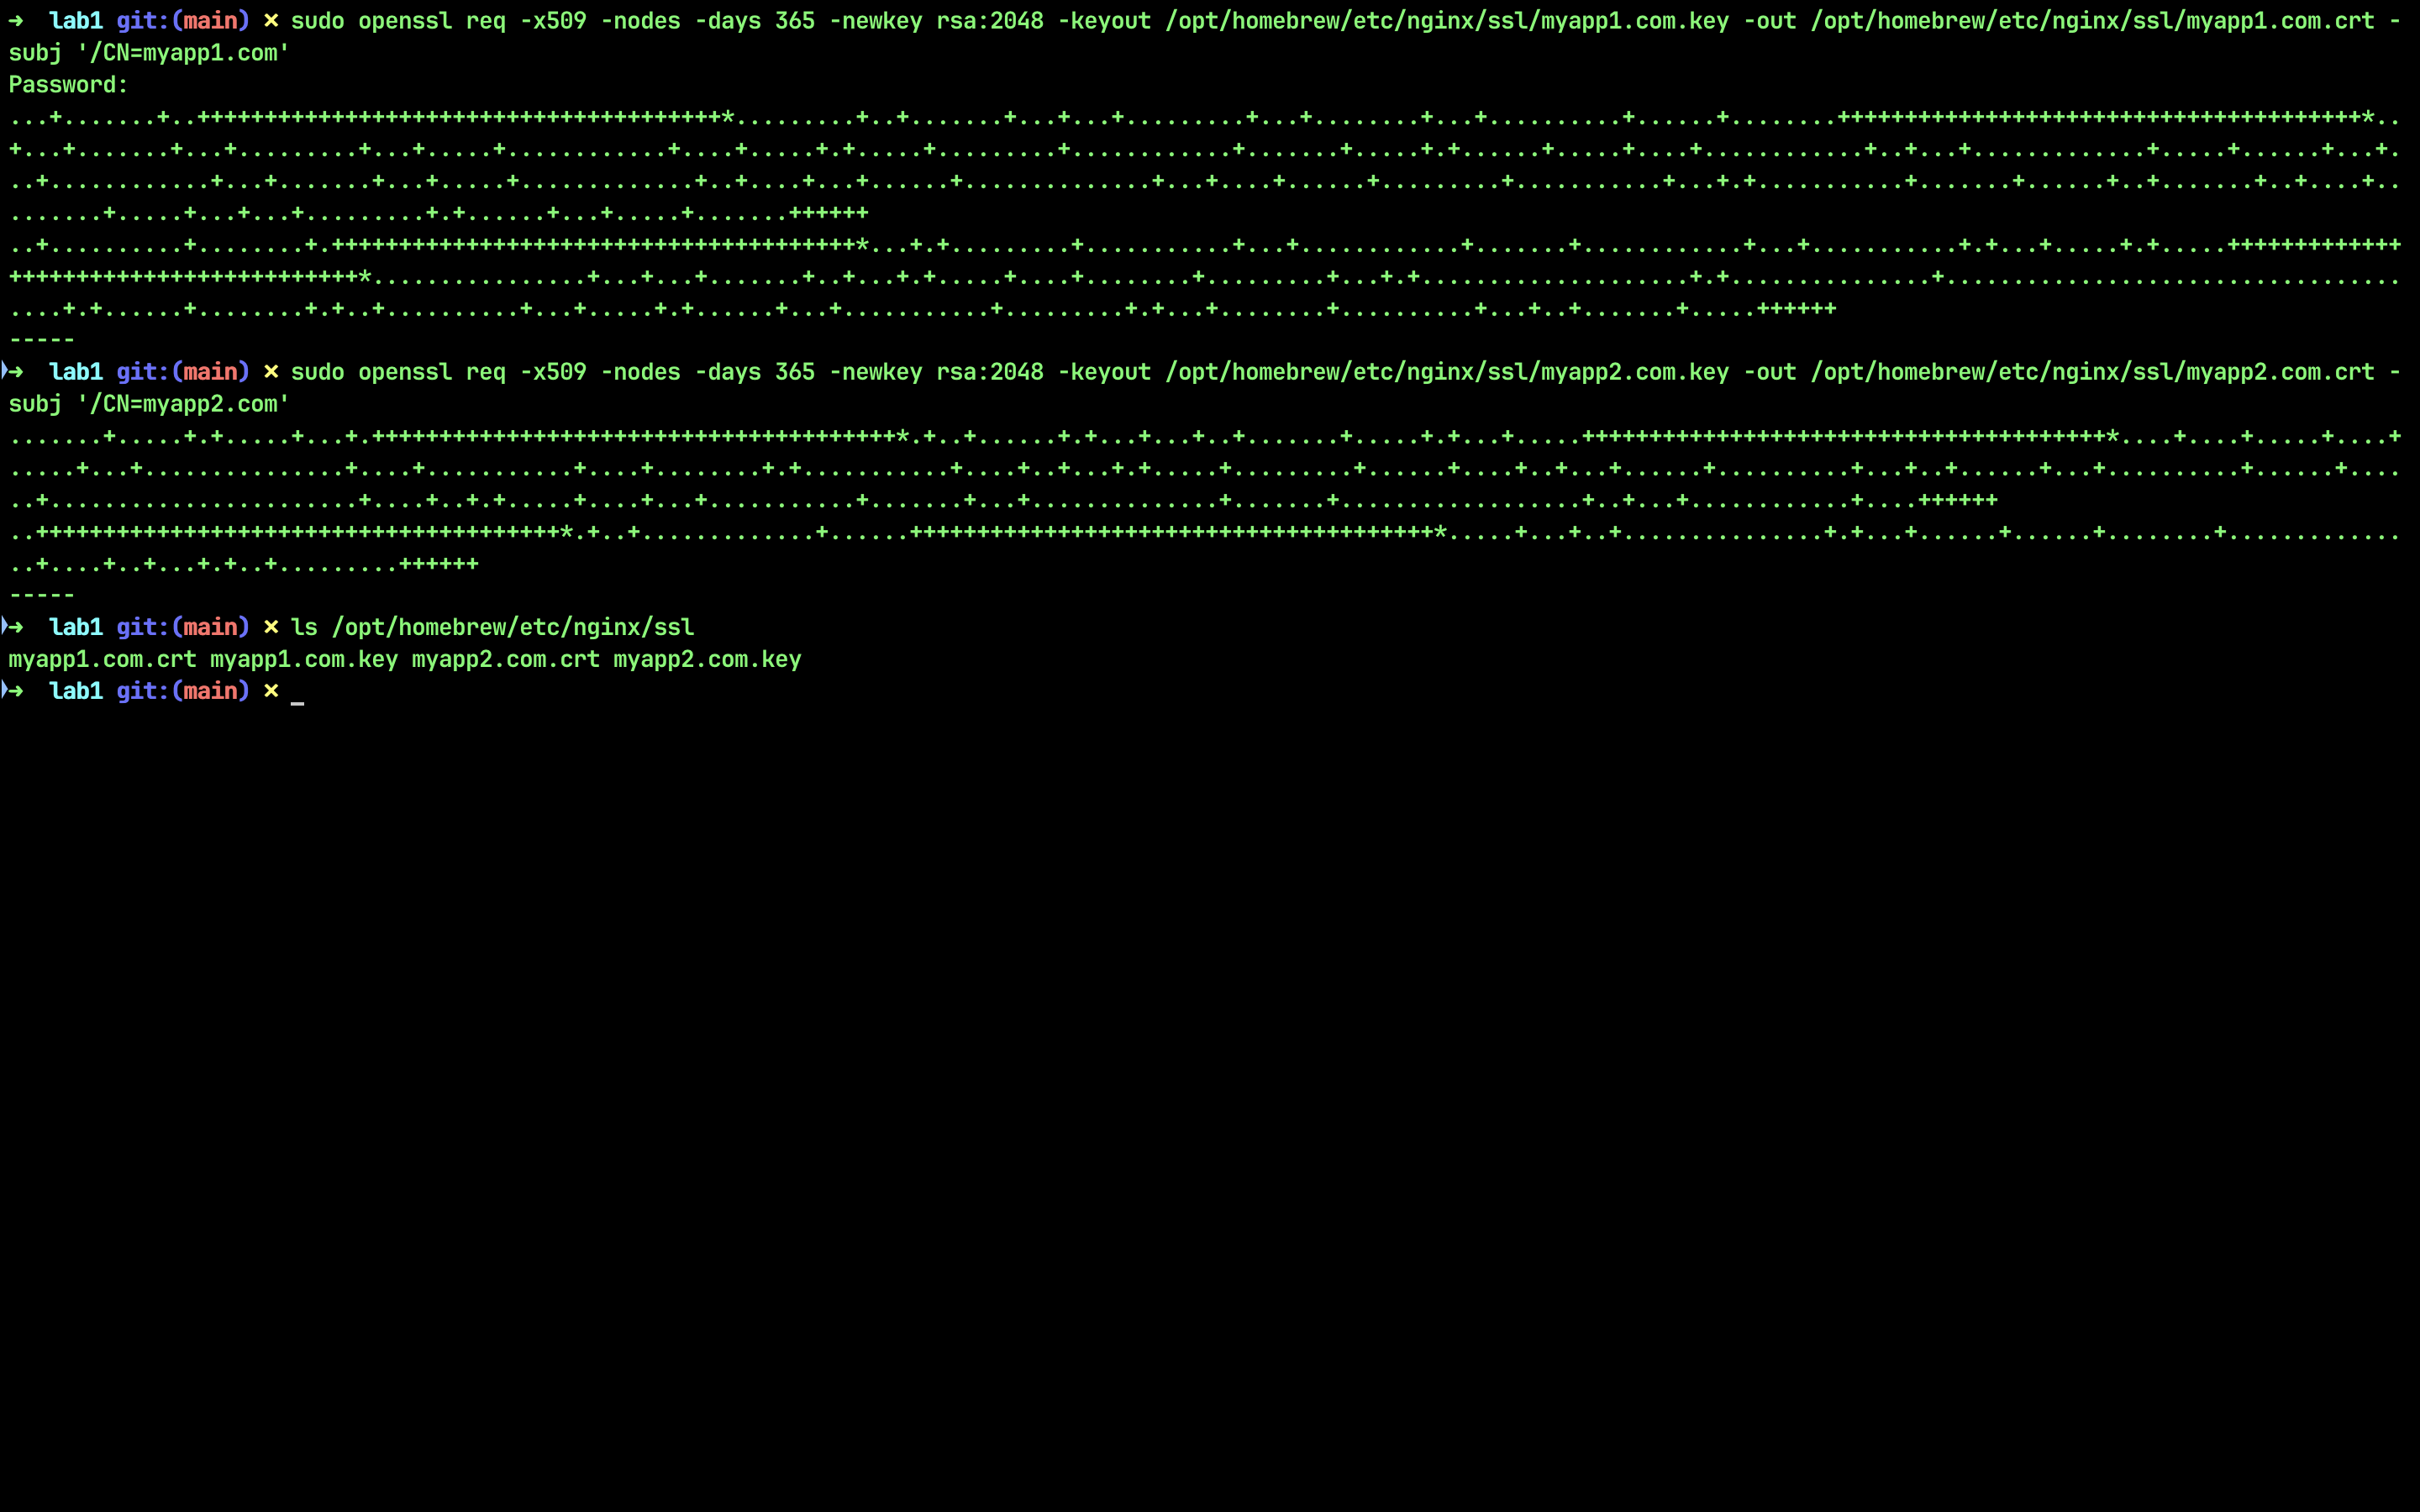 ➜  lab1 git:(main) ✗ sudo openssl req -x509 -nodes -days 365 -newkey rsa:2048 -keyout /opt/homebrew/etc/nginx/ssl/myapp1.com.key -out /opt/homebrew/etc/nginx/ssl/myapp1.com.crt -
subj '/CN=myapp1.com'
Password:
-----
➜  lab1 git:(main) ✗ sudo openssl req -x509 -nodes -days 365 -newkey rsa:2048 -keyout /opt/homebrew/etc/nginx/ssl/myapp2.com.key -out /opt/homebrew/etc/nginx/ssl/myapp2.com.crt -
subj '/CN=myapp2.com'
-----
➜  lab1 git:(main) ✗ ls /opt/homebrew/etc/nginx/ssl
myapp1.com.crt myapp1.com.key myapp2.com.crt myapp2.com.key
➜  lab1 git:(main) ✗ _